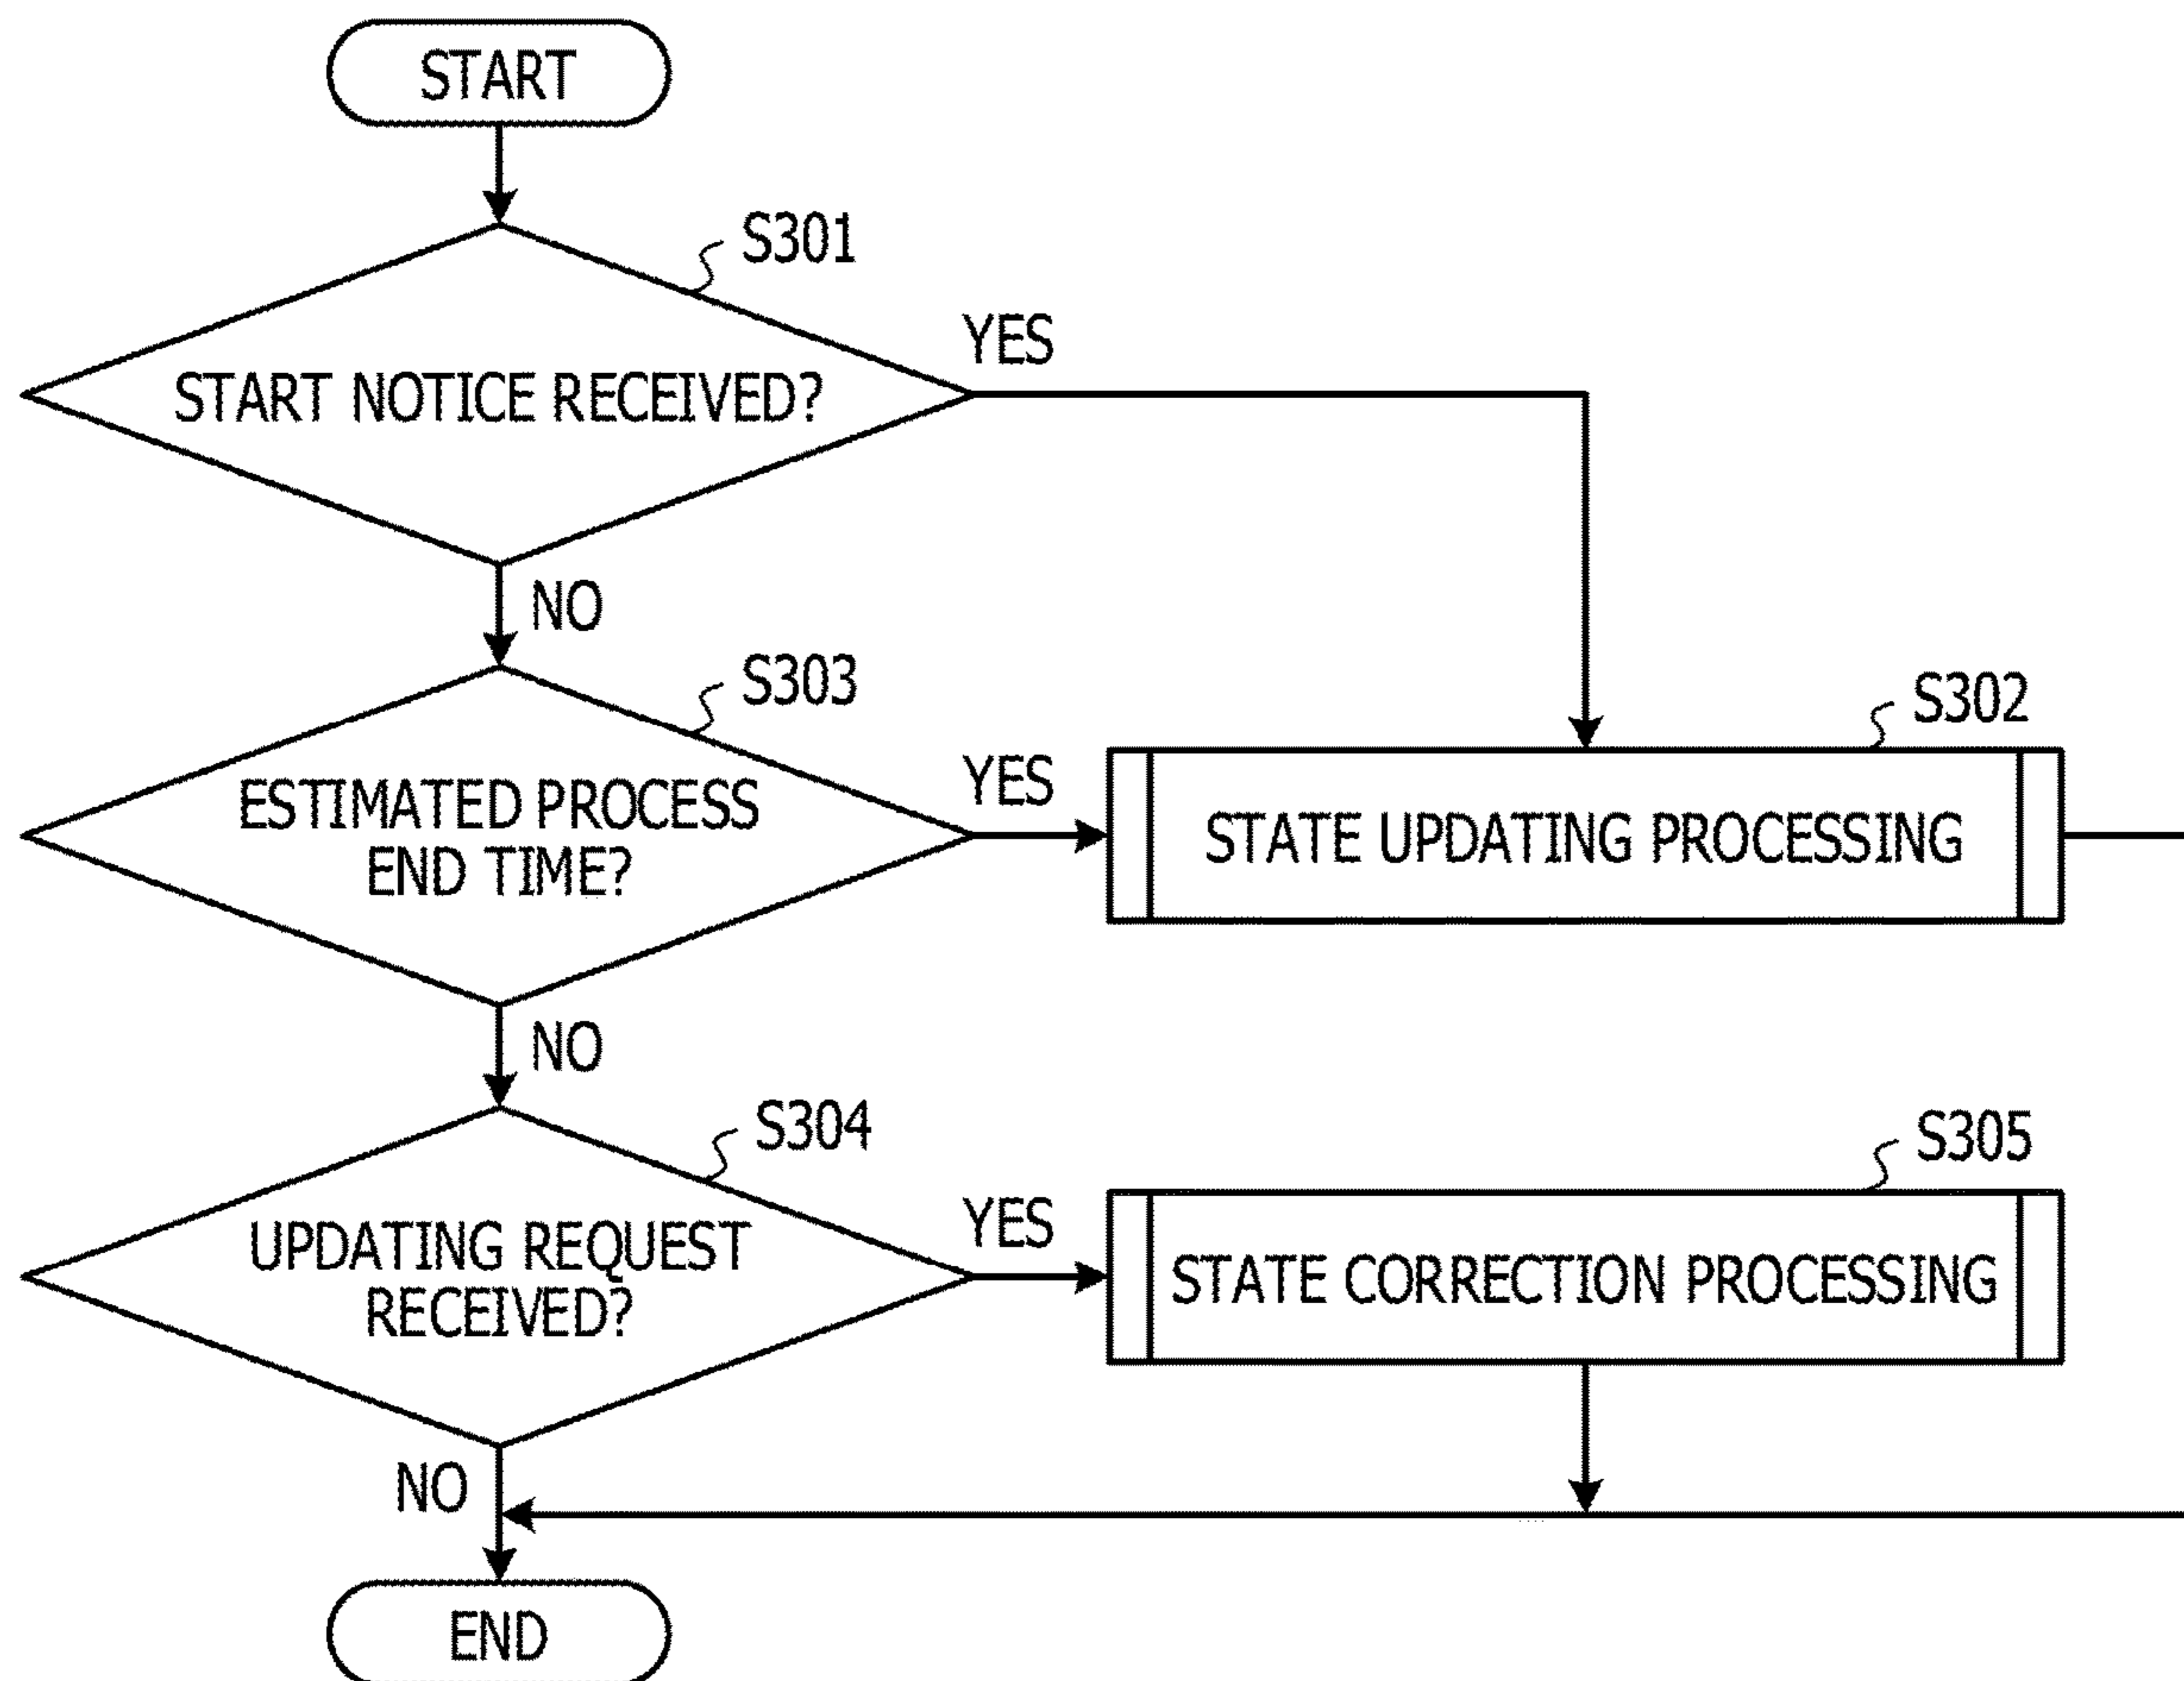 START
S301
YES
START NOTICE RECEIVED?
NO
S303
S302
YES
ESTIMATED PROCESS
END TIME?
STATE UPDATING PROCESSING
NO
S304
S305
YES
UPDATING REQUEST
RECEIVED?
STATE CORRECTION PROCESSING
NO
END